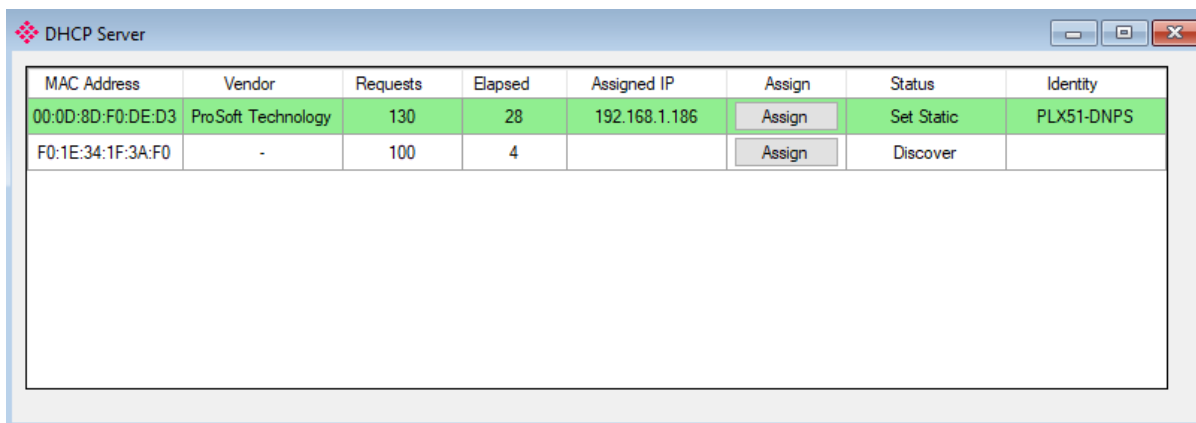 DHCP Server
MAC Address Vendor Requests Elapsed Assigned IP Assign Status Identity
00:0D:8D:F0:DE:D3 ProSoft Technology 130 28 192.168.1.186 Assign Set Static PLX51-DNPS
F0:1E:34:1F:3A:F0 - 100 4 Assign Discover